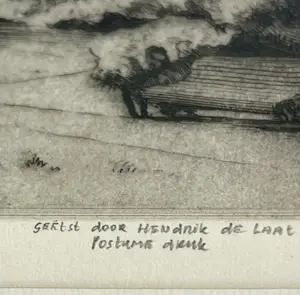 GEËTST DOOR HENDRIK DE LAAT
POSTUME DRUK